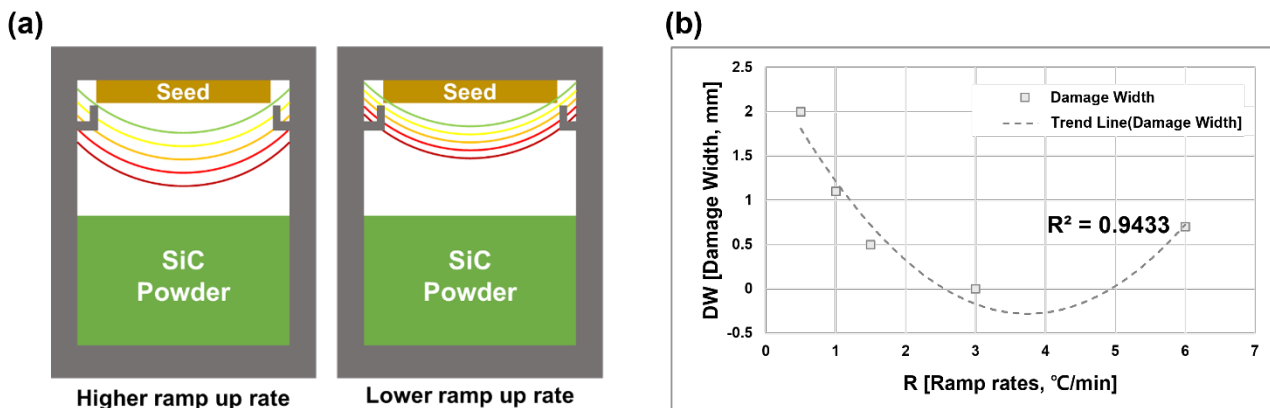 (a)
Seed
SiC
Powder
Higher ramp up rate
Seed
SiC
Powder
Lower ramp up rate
(b)
DW [Damage Width, mm]
2.5
2
1.5
1
0.5
0
-0.5
Damage Width
Trend Line(Damage Width]
R² = 0.9433
0 1 2 3 4 5 6 7
R [Ramp rates, ℃/min]